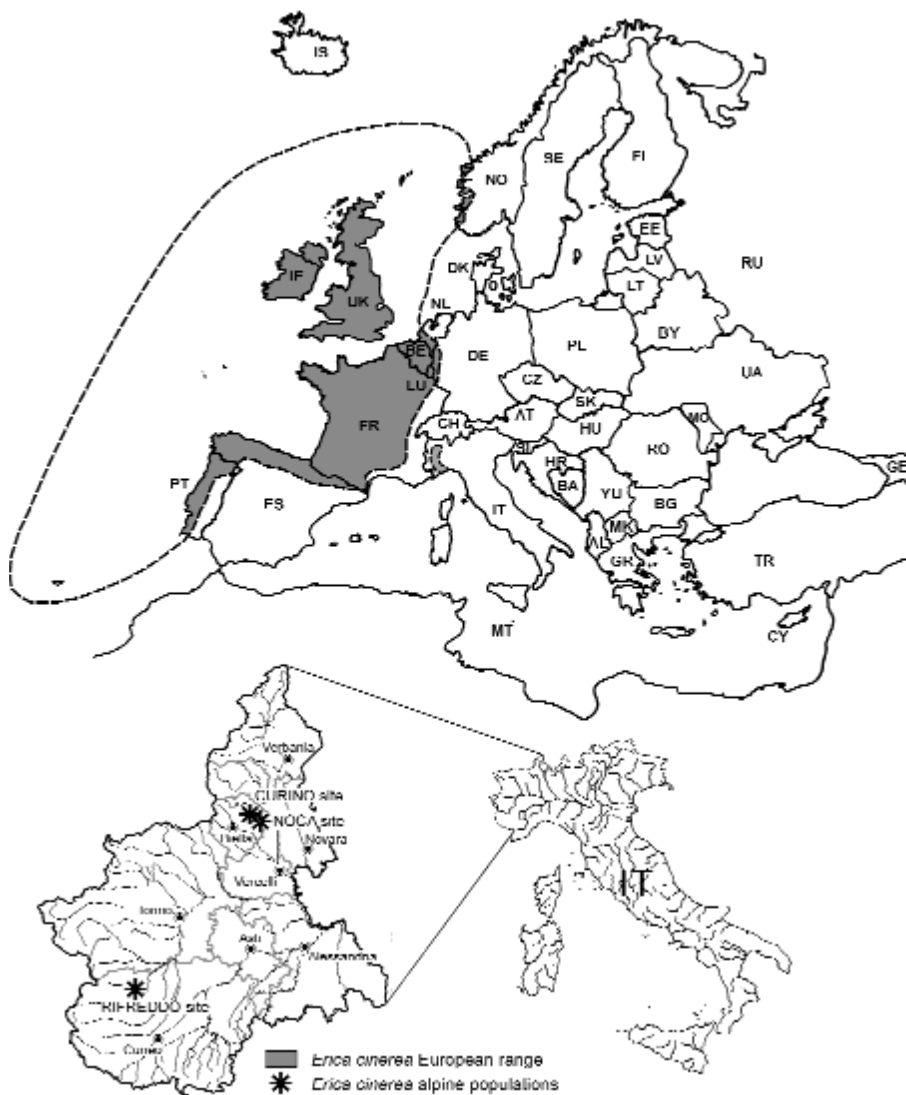 IS
NO
SE
FI
EE
LV
LT
RU
DK
IF
UK
NL
BY
BE
DE
PL
LU
CZ
UA
SK
FR
CH
AT
HU
MO
RO
HR
PT
BA
YU
GE
ES
IT
BG
MK
AL
GR
TR
MT
CY
Verbania
CURINO site
NOCA site
Novara
Vercelli
Torino
Asti
Alessandria
RIFREDDO site
Cuneo
IT
Erica cinerea European range
Erica cinerea alpine populations